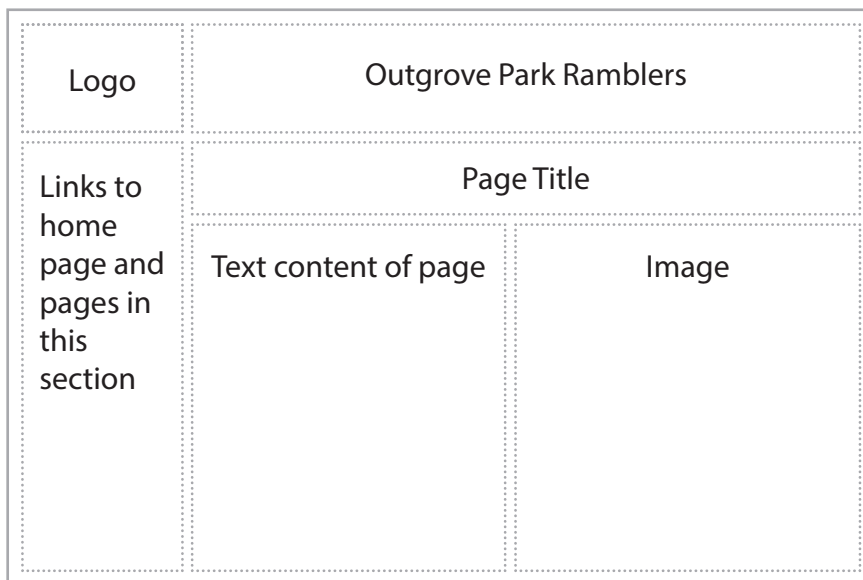 Logo
Outgrove Park Ramblers
Links to
home
page and
pages in
this
section
Page Title
Text content of page
Image